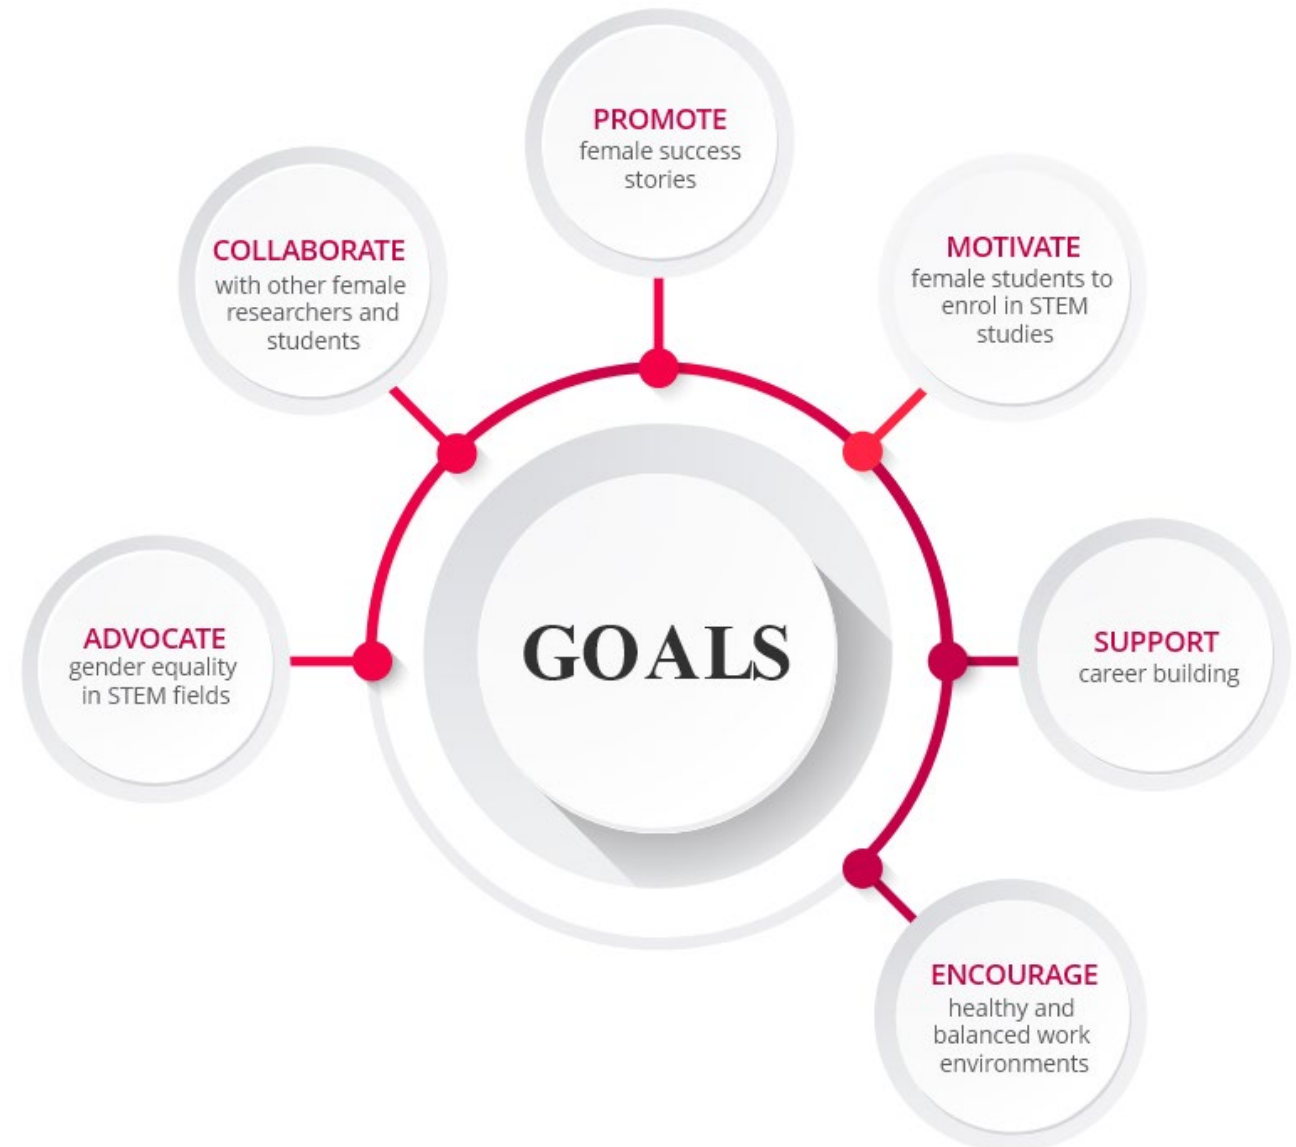 PROMOTE
female success
stories
COLLABORATE
with other female
researchers and
students
MOTIVATE
female students to
enrol in STEM
studies
ADVOCATE
gender equality
in STEM fields
GOALS
SUPPORT
career building
ENCOURAGE
healthy and
balanced work
environments